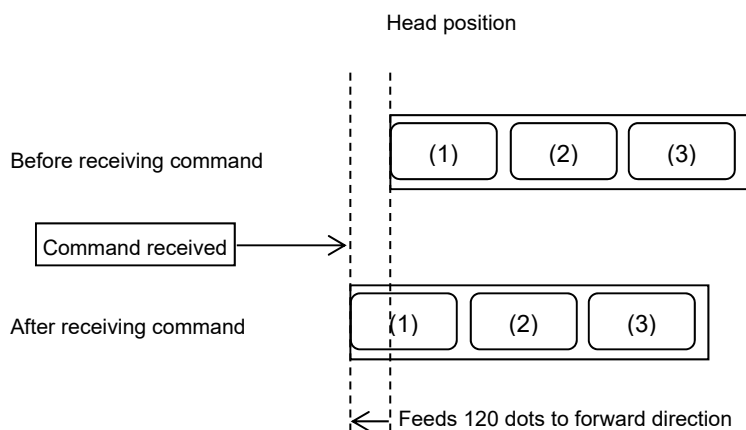 Head position
Before receiving command
(1) (2) (3)
Command received
After receiving command
(1) (2) (3)
Feeds 120 dots to forward direction